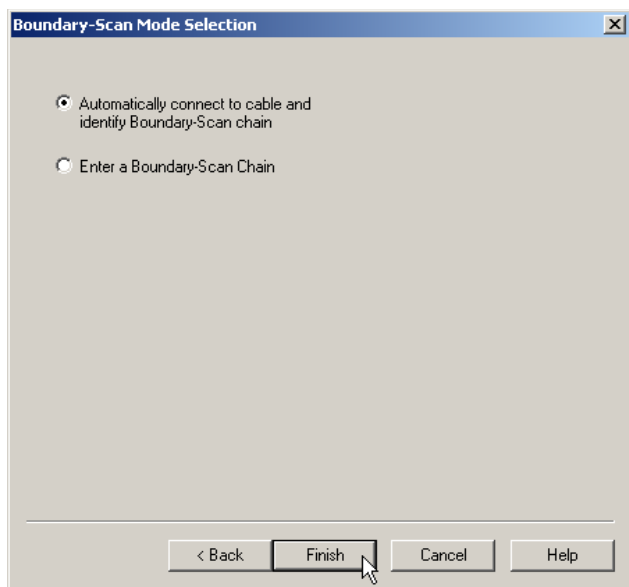 Boundary-Scan Mode Selection
Automatically connect to cable and
identify Boundary-Scan chain
Enter a Boundary-Scan Chain
< Back Finish Cancel Help